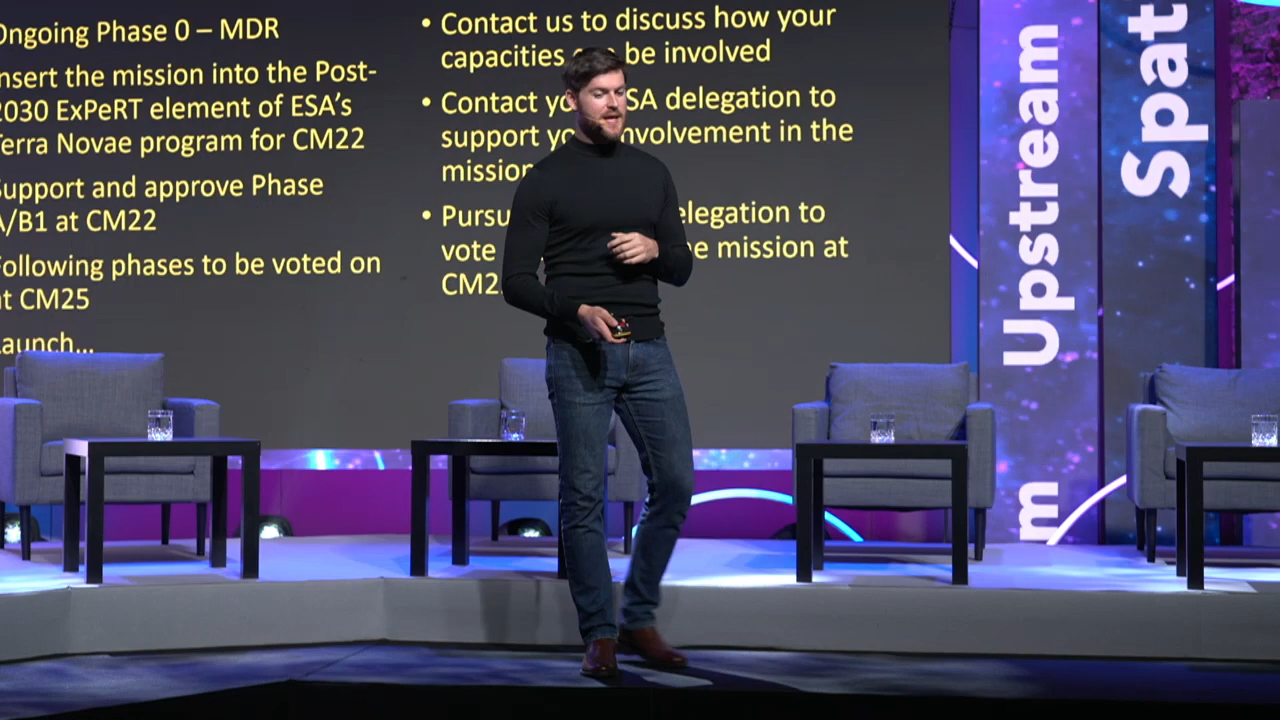 Ongoing Phase 0 – MDR
nsert the mission into the Post-
2030 ExPeRT element of ESA's
Terra Novae program for CM22
Support and approve Phase
A/B1 at CM22
Following phases to be voted on
at CM25
Launch...
• Contact us to discuss how your
capacities be involved
• Contact SA delegation to
support nvolvement in the
mission
• Pursu elegation to
vote e mission at
CM2
Upstream
Spat
m